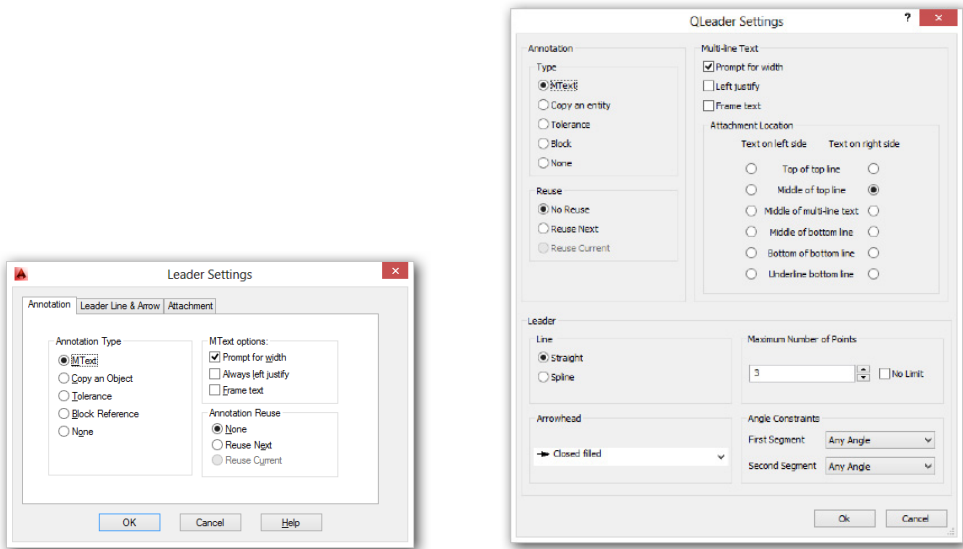 Leader Settings
Annotation
Leader Line & Arrow
Attachment
Annotation Type
MText
Copy an Object
Tolerance
Block Reference
None
MText options:
Prompt for width
Always left justify
Frame text
Annotation Reuse
None
Reuse Next
Reuse Current
OK
Cancel
Help
QLeader Settings
?
Annotation
Type
MText
Copy an entity
Tolerance
Block
None
Reuse
No Reuse
Reuse Next
Reuse Current
Multi-line Text
Prompt for width
Left justify
Frame text
Attachment Location
Text on left side Text on right side
Top of top line
Middle of top line
Middle of multi-line text
Middle of bottom line
Bottom of bottom line
Underline bottom line
Leader
Line
Straight
Spline
Maximum Number of Points
3
No Limit
Arrowhead
Closed filled
Angle Constraints
First Segment Any Angle
Second Segment Any Angle
Ok
Cancel